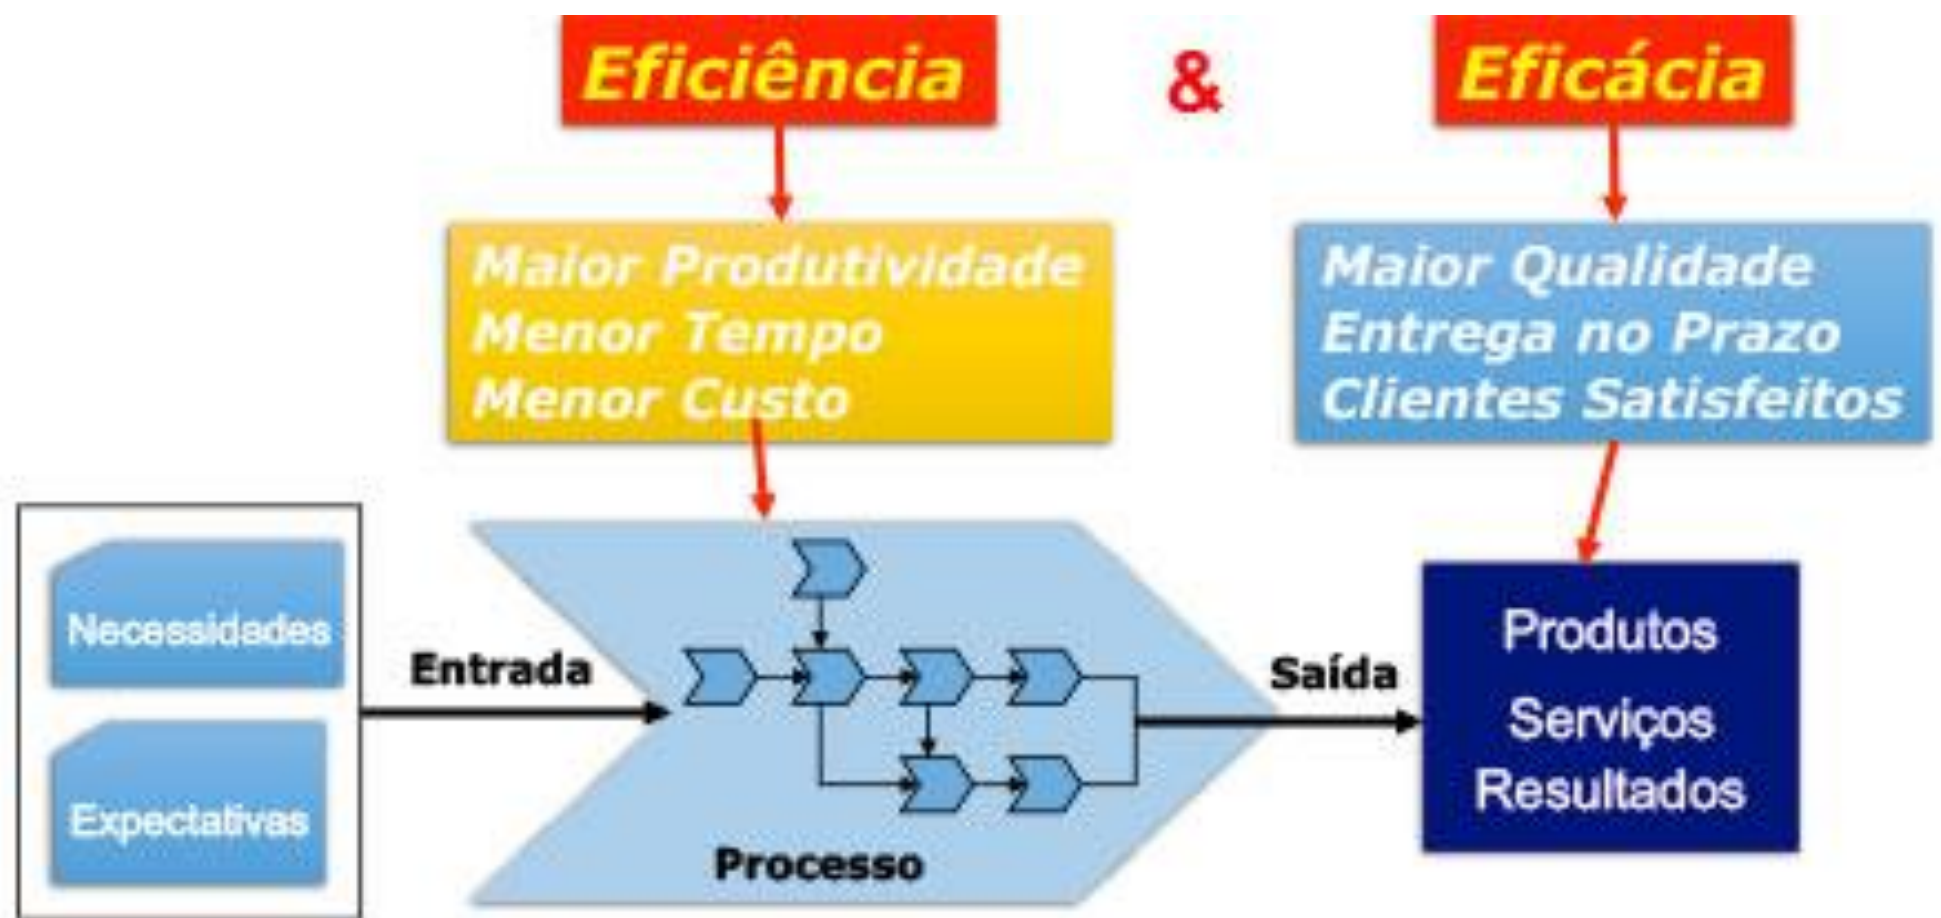 Eficiência
&
Eficácia
Maior Produtividade
Menor Tempo
Menor Custo
Maior Qualidade
Entrega no Prazo
Clientes Satisfeitos
Necessidades
Expectativas
Entrada
Processo
Saída
Produtos
Serviços
Resultados